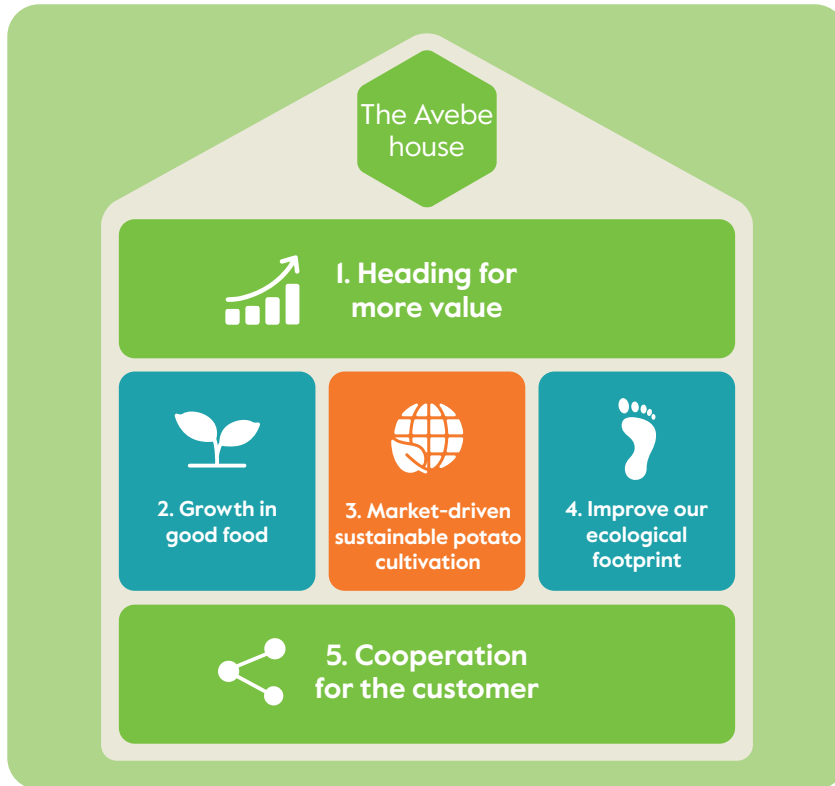 The Avebe
house
1. Heading for
more value
2. Growth in
good food
3. Market-driven
sustainable potato
cultivation
4. Improve our
ecological
footprint
5. Cooperation
for the customer